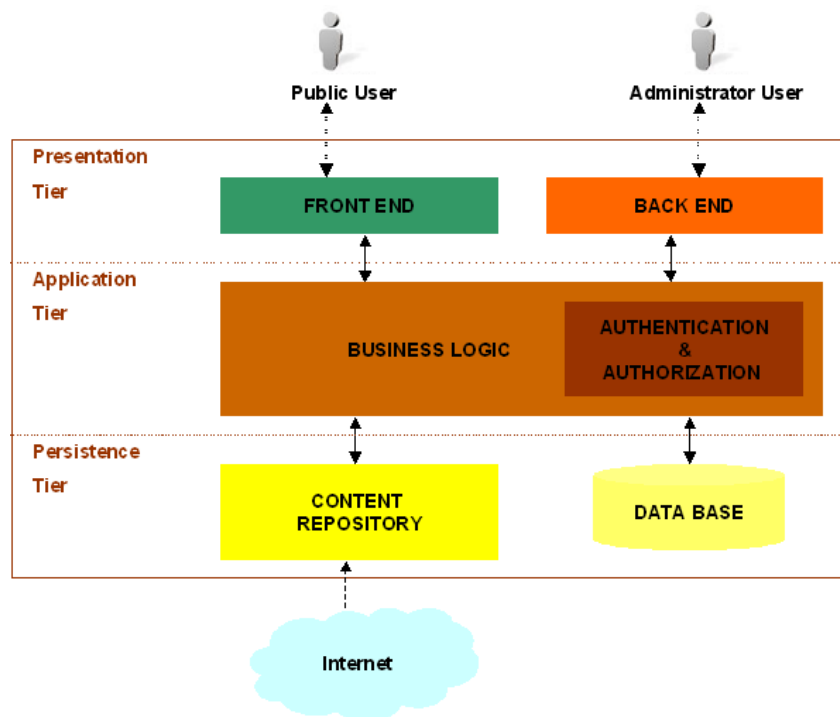 Public User
Administrator User
Presentation
Tier
FRONT END
BACK END
Application
Tier
BUSINESS LOGIC
AUTHENTICATION
&
AUTHORIZATION
Persistence
Tier
CONTENT
REPOSITORY
DATA BASE
Internet